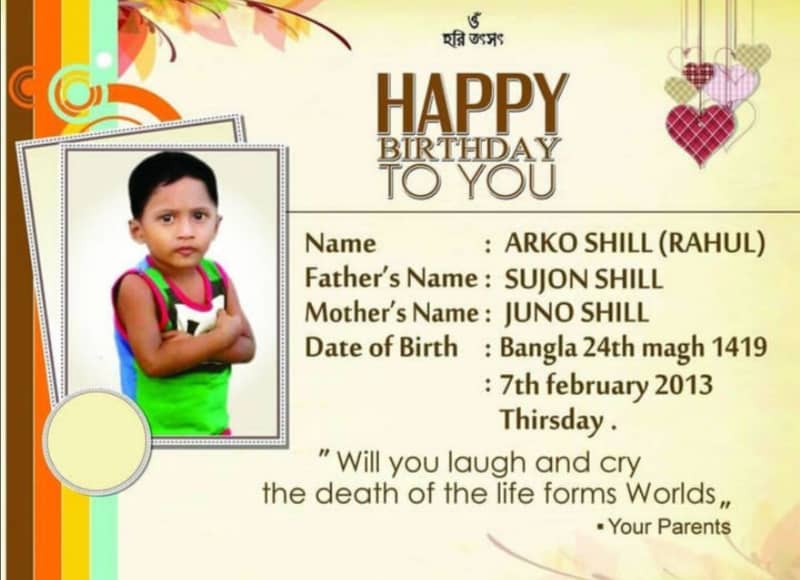 ওঁ
হরি তৎসৎ
HAPPY
BIRTHDAY
TO YOU
Name : ARKO SHILL (RAHUL)
Father's Name : SUJON SHILL
Mother's Name : JUNO SHILL
Date of Birth : Bangla 24th magh 1419
: 7th february 2013
Thirsday .
" Will you laugh and cry
the death of the life forms Worlds „
▪ Your Parents